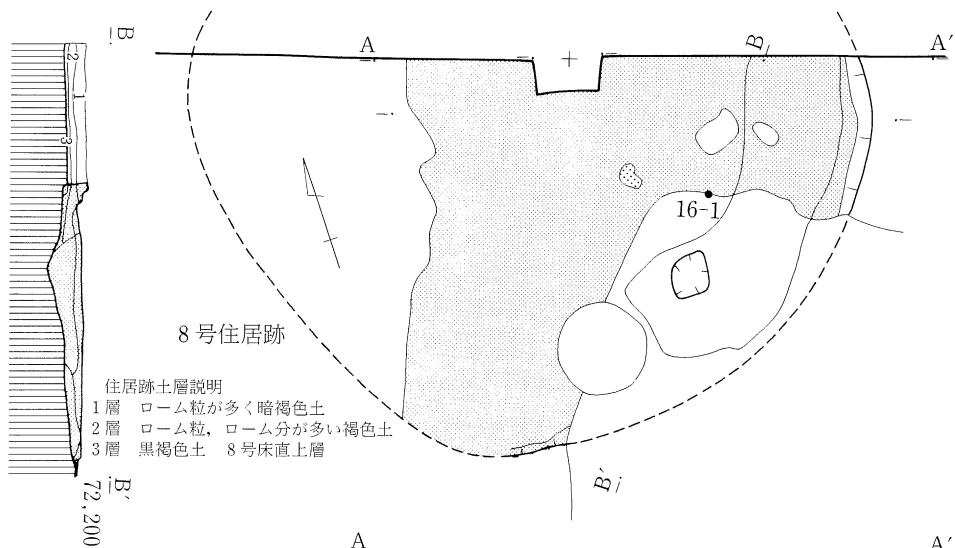 B
2
1
3
B′
72,200
A
B
A′
16-1
8号住居跡
住居跡土層説明
1層 ローム粒が多く暗褐色土
2層 ローム粒，ローム分が多い褐色土
3層 黒褐色土 8号床直上層
B′
A
A′